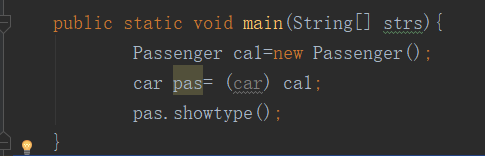 public static void main(String[] strs){
Passenger cal=new Passenger();
car pas= (car) cal;
pas.showtype();
}